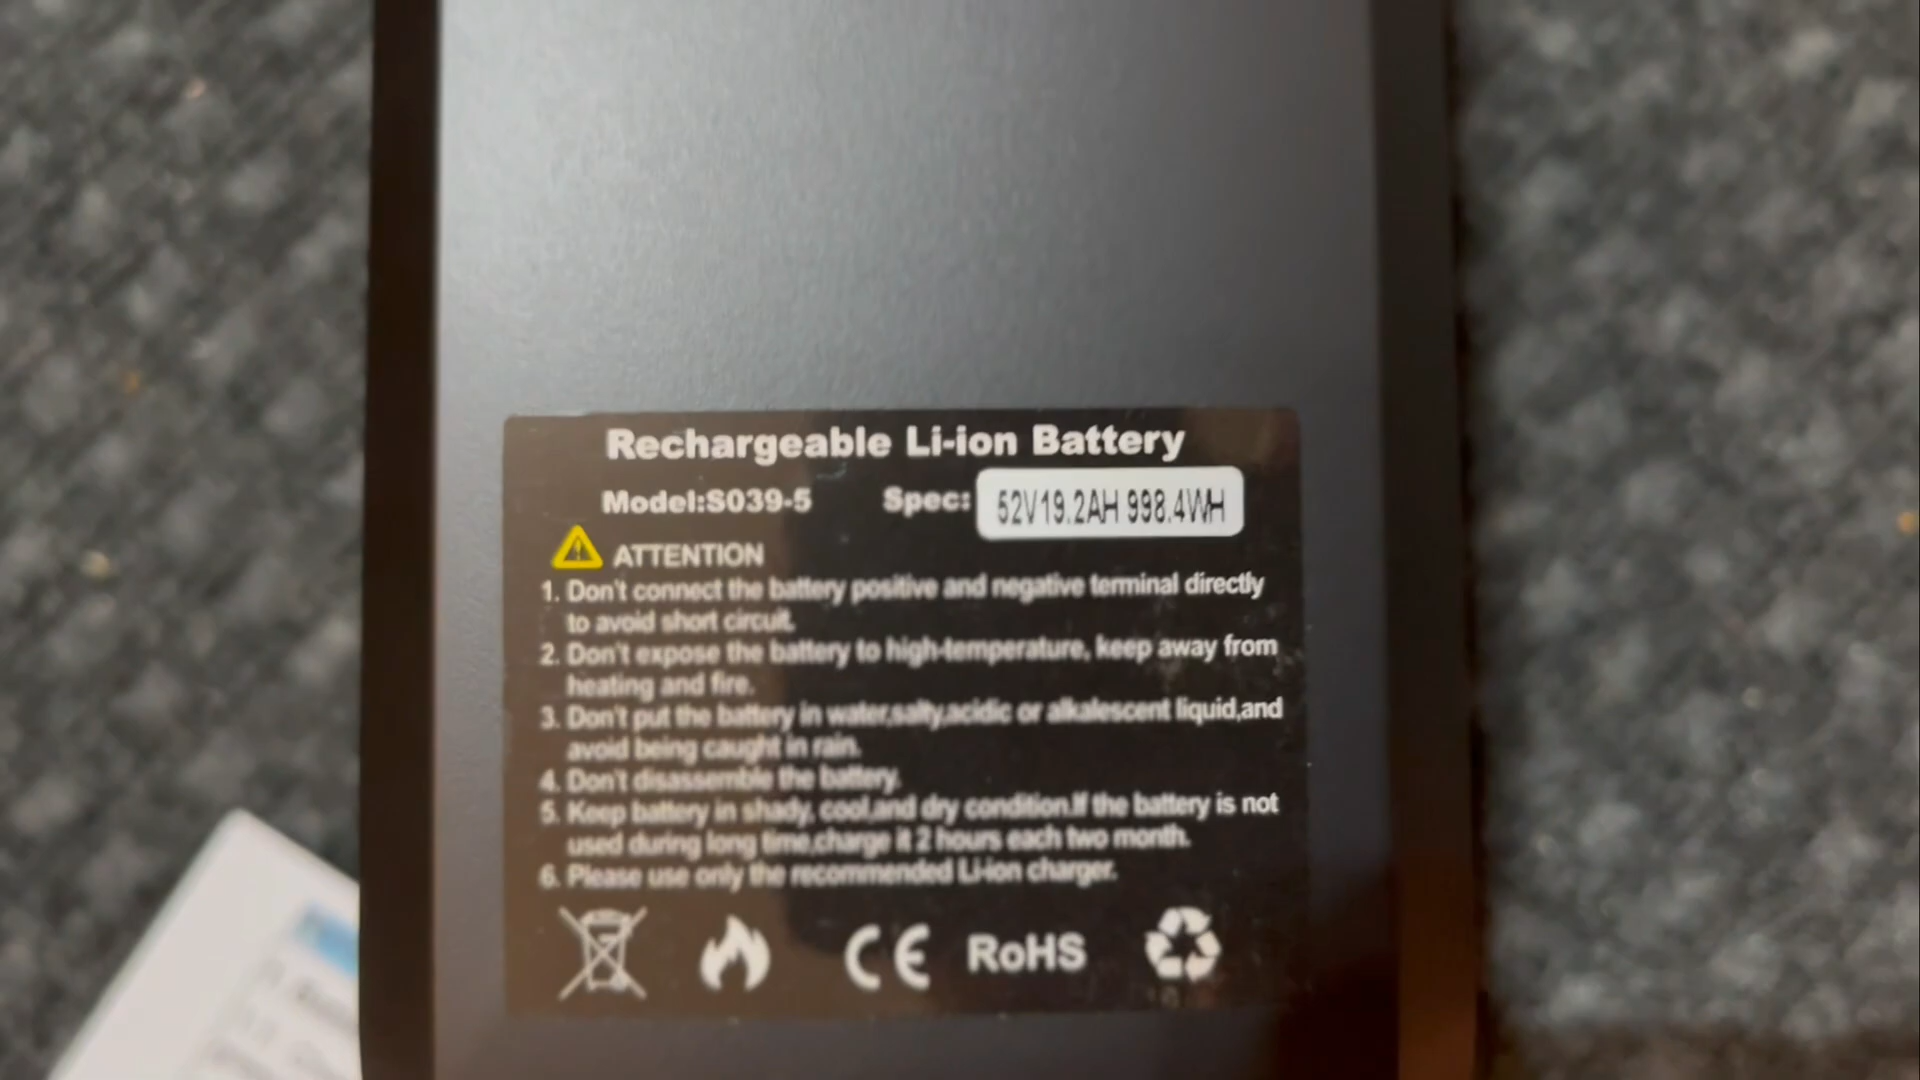 Rechargeable Li-ion Battery
Model:S039-5 Spec: 52V19.2AH 998.4WH
ATTENTION
1. Don't connect the battery positive and negative terminal directly
to avoid short circuit.
2. Don't expose the battery to high-temperature, keep away from
heating and fire.
3. Don't put the battery in water,salty,acidic or alkalescent liquid,and
avoid being caught in rain.
4. Don't disassemble the battery.
5. Keep battery in shady, cool,and dry condition.If the battery is not
used during long time,charge it 2 hours each two month.
6. Please use only the recommended Li-ion charger.
CE RoHS